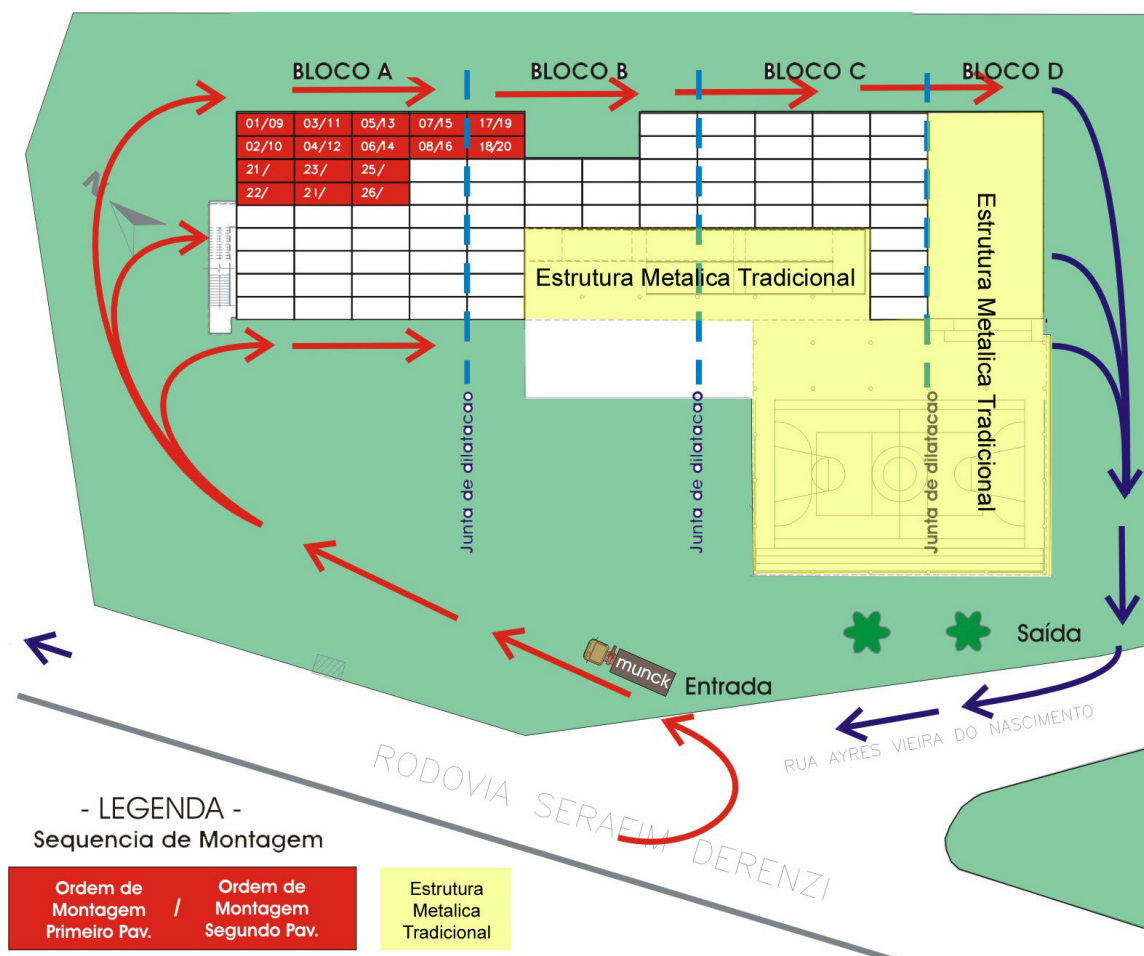 BLOCO A
BLOCO B
BLOCO C
BLOCO D
01/09 03/11 05/13 07/15 17/19
02/10 04/12 06/14 08/16 18/20
21/ 23/ 25/
22/ 21/ 26/
N
Estrutura Metalica Tradicional
Estrutura Metalica Tradicional
Junta de dilatacao
Junta de dilatacao
Junta de dilatacao
Saída
munck
Entrada
RUA AYRES VIEIRA DO NASCIMENTO
RODOVIA SERAFIM DERENZI
- LEGENDA -
Sequencia de Montagem
Ordem de
Montagem
Primeiro Pav.
/
Ordem de
Montagem
Segundo Pav.
Estrutura
Metalica
Tradicional